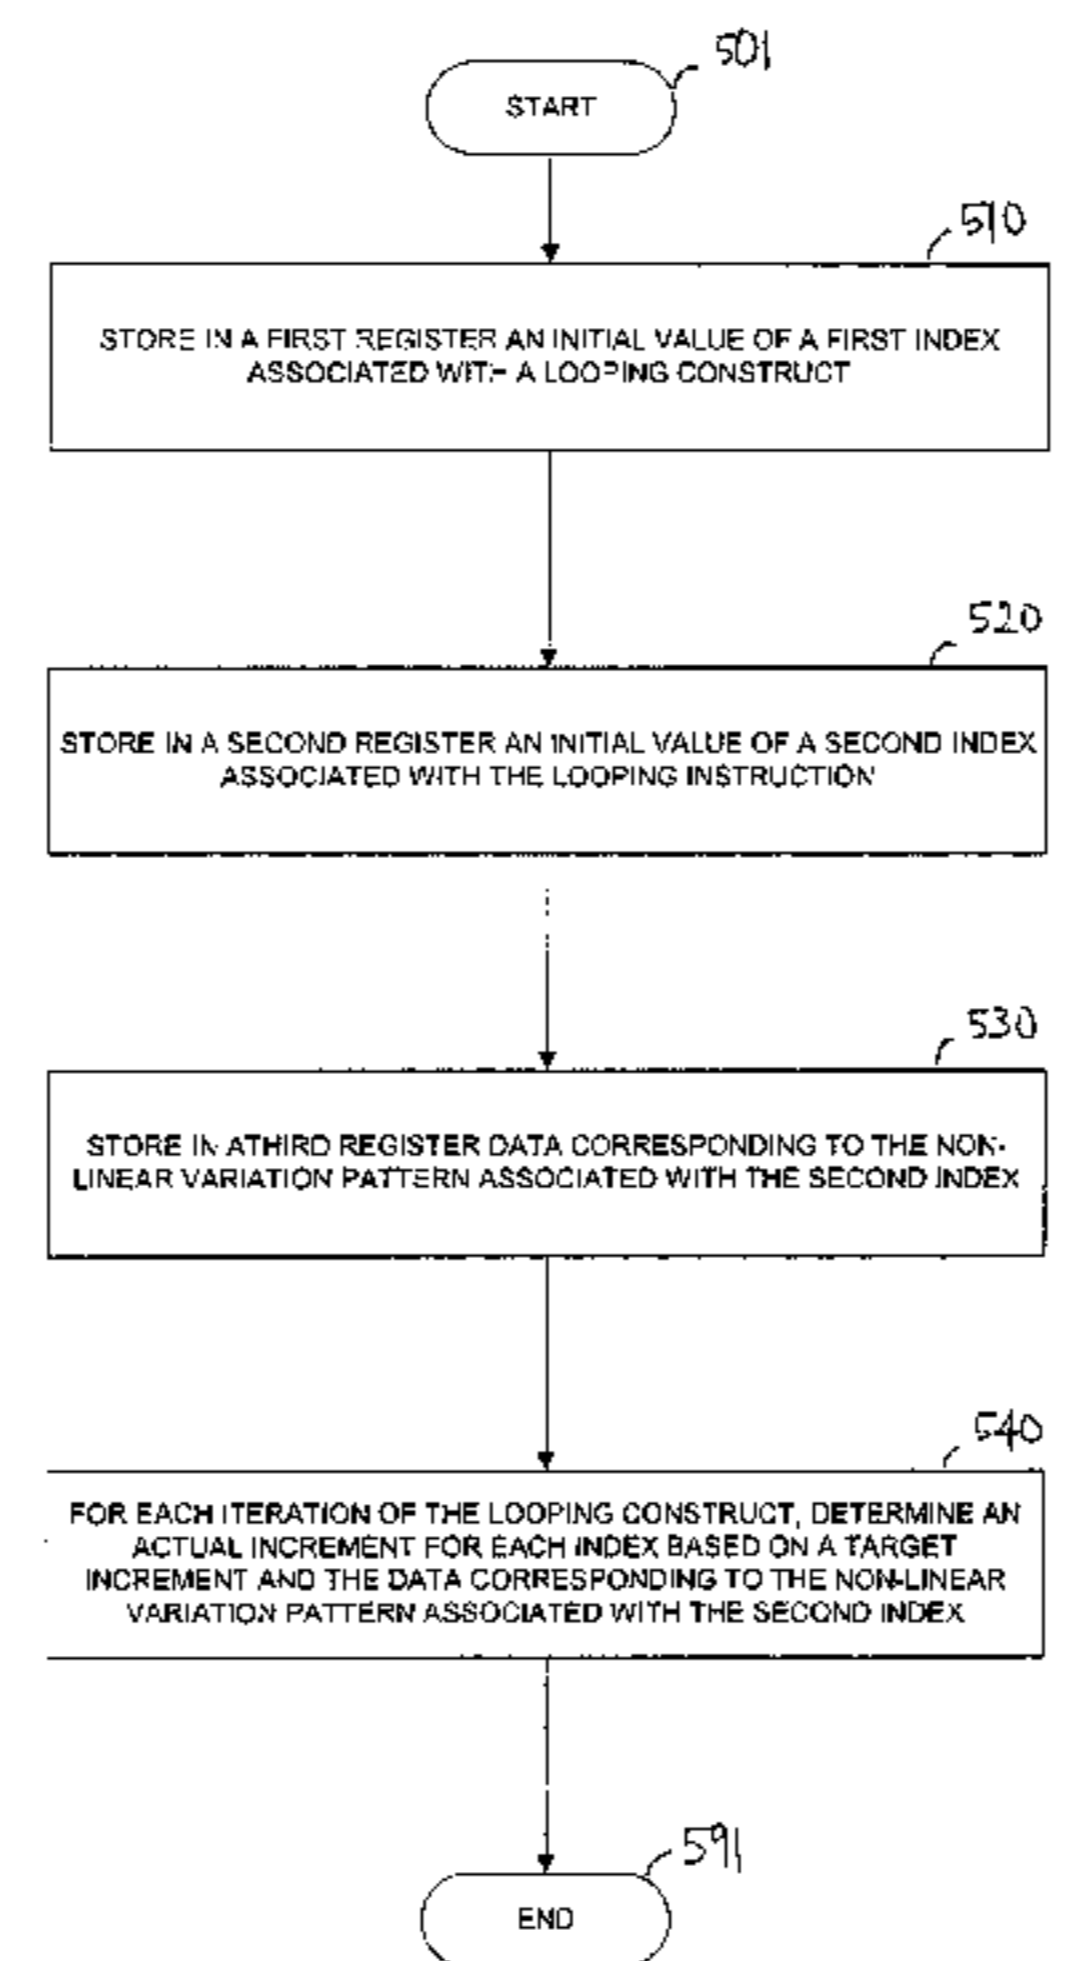 501
START
510
STORE IN A FIRST REGISTER AN INITIAL VALUE OF A FIRST INDEX
ASSOCIATED WITH A LOOPING CONSTRUCT
520
STORE IN A SECOND REGISTER AN INITIAL VALUE OF A SECOND INDEX
ASSOCIATED WITH THE LOOPING INSTRUCTION
530
STORE IN ATHIRD REGISTER DATA CORRESPONDING TO THE NON-
LINEAR VARIATION PATTERN ASSOCIATED WITH THE SECOND INDEX
540
FOR EACH ITERATION OF THE LOOPING CONSTRUCT, DETERMINE AN
ACTUAL INCREMENT FOR EACH INDEX BASED ON A TARGET
INCREMENT AND THE DATA CORRESPONDING TO THE NON-LINEAR
VARIATION PATTERN ASSOCIATED WITH THE SECOND INDEX
591
END